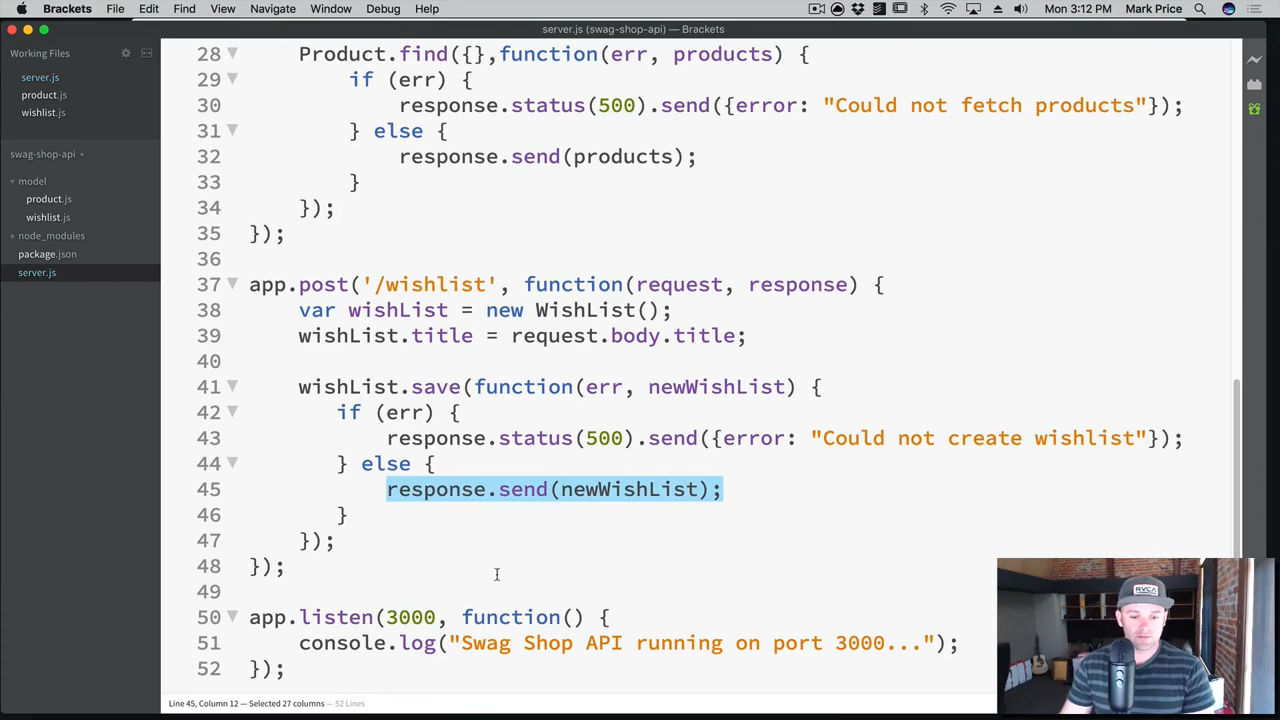 Brackets File Edit Find View Navigate Window Debug Help Mon 3:12 PM Mark Price
server.js (swag-shop-api) — Brackets
Working Files
server.js
product.js
wishlist.js
swag-shop-api
model
product.js
wishlist.js
node_modules
package.json
server.js
28 Product.find({},function(err, products) {
29 if (err) {
30 response.status(500).send({error: "Could not fetch products"});
31 } else {
32 response.send(products);
33 }
34 });
35 });
36
37 app.post('/wishlist', function(request, response) {
38 var wishList = new WishList();
39 wishList.title = request.body.title;
40
41 wishList.save(function(err, newWishList) {
42 if (err) {
43 response.status(500).send({error: "Could not create wishlist"});
44 } else {
45 response.send(newWishList);
46 }
47 });
48 });
49
50 app.listen(3000, function() {
51 console.log("Swag Shop API running on port 3000...");
52 });
RVCA
Line 45, Column 12 — Selected 27 columns — 52 Lines